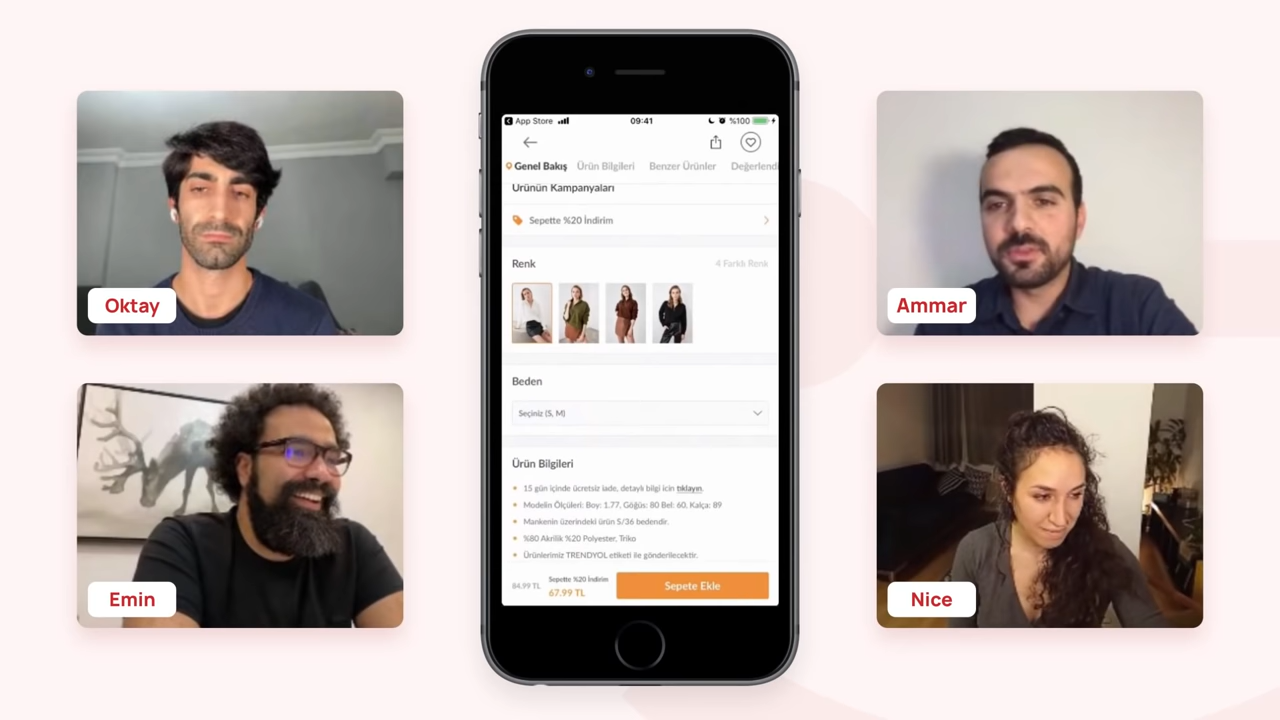 Oktay
Emin
App Store
09:41
%100
Genel Bakış
Ürün Bilgileri
Benzer Ürünler
Değerlendi
Ürünün Kampanyaları
Sepette %20 İndirim
Renk
4 Farklı Renk
Beden
Seçiniz (S, M)
Ürün Bilgileri
15 gün içinde ücretsiz iade, detaylı bilgi icin tıklayın.
Modelin Ölçüleri: Boy: 1.77, Göğüs: 80 Bel: 60, Kalça: 89
Mankenin üzerindeki ürün S/36 bedendir.
%80 Akrilik %20 Polyester, Triko
Ürünlerimiz TRENDYOL etiketi ile gönderilecektir.
84.99 TL
Sepette %20 İndirim
67.99 TL
Sepete Ekle
Ammar
Nice